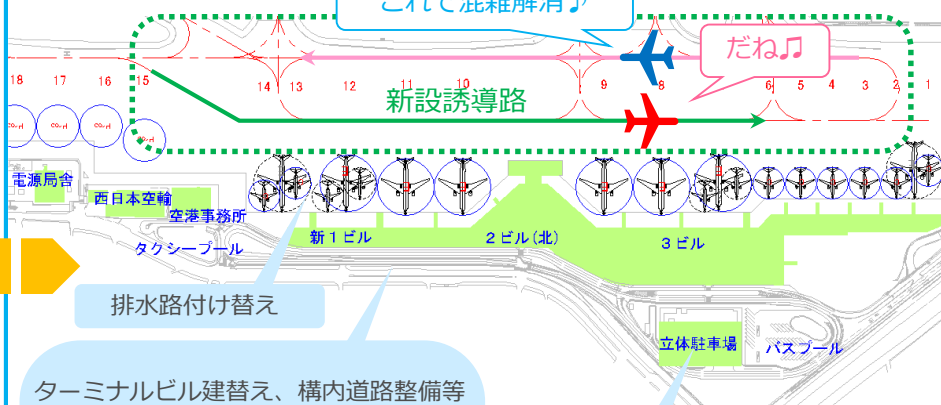 これで混雑解消♪
だね♫
18 17 16 15 14 13 12 11 10 9 8 6 5 4 3 2 1
新設誘導路
電源局舎
西日本空輸
空港事務所
タクシープール
新1ビル
2ビル(北)
3ビル
排水路付け替え
立体駐車場
バスプール
ターミナルビル建替え、構内道路整備等